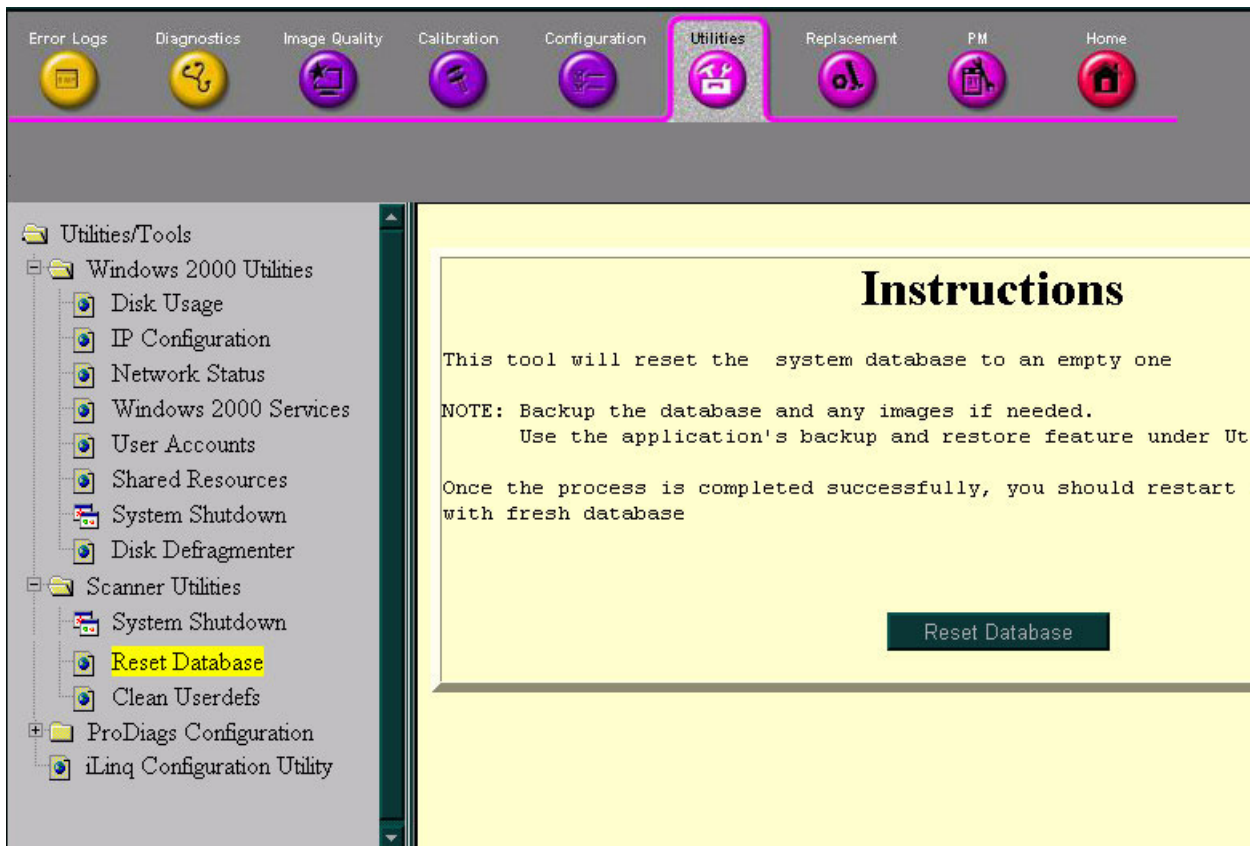 Error Logs
Diagnostics
Image Quality
Calibration
Configuration
Utilities
Replacement
PM
Home
Utilities/Tools
Windows 2000 Utilities
Disk Usage
IP Configuration
Network Status
Windows 2000 Services
User Accounts
Shared Resources
System Shutdown
Disk Defragmenter
Scanner Utilities
System Shutdown
Reset Database
Clean Userdefs
ProDiags Configuration
iLinq Configuration Utility
Instructions
This tool will reset the system database to an empty one
NOTE: Backup the database and any images if needed.
Use the application's backup and restore feature under Ut
Once the process is completed successfully, you should restart
with fresh database
Reset Database